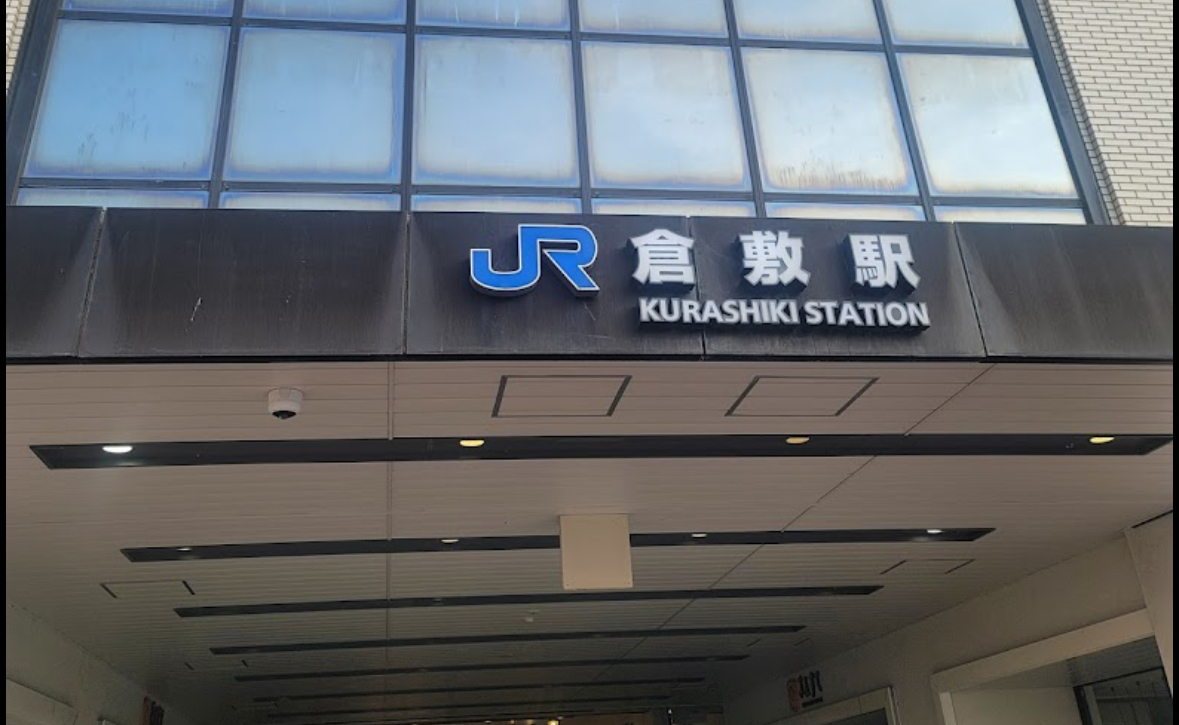 JR 倉敷駅
KURASHIKI STATION